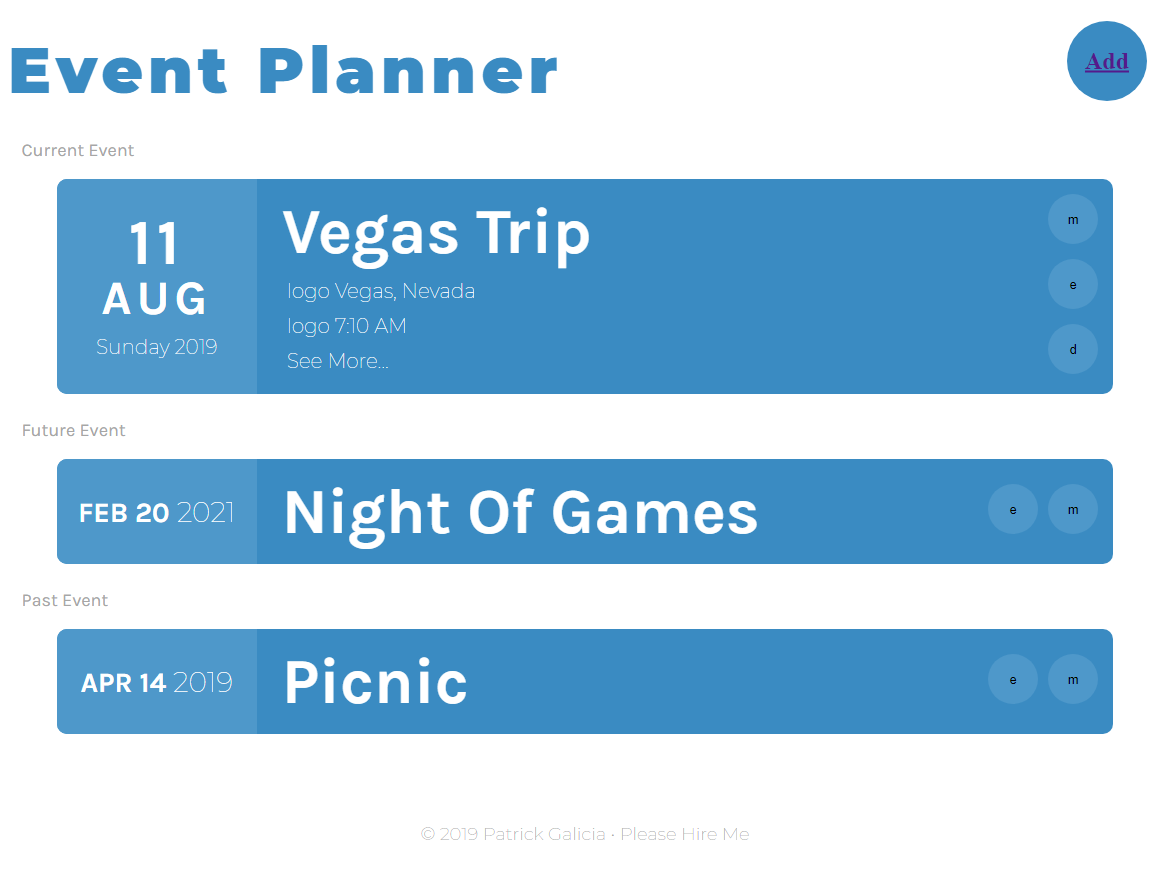 Event Planner
Add
Current Event
11
AUG
Sunday 2019
Vegas Trip
logo Vegas, Nevada
logo 7:10 AM
See More...
m
e
d
Future Event
FEB 20 2021
Night Of Games
e
m
Past Event
APR 14 2019
Picnic
e
m
© 2019 Patrick Galicia • Please Hire Me